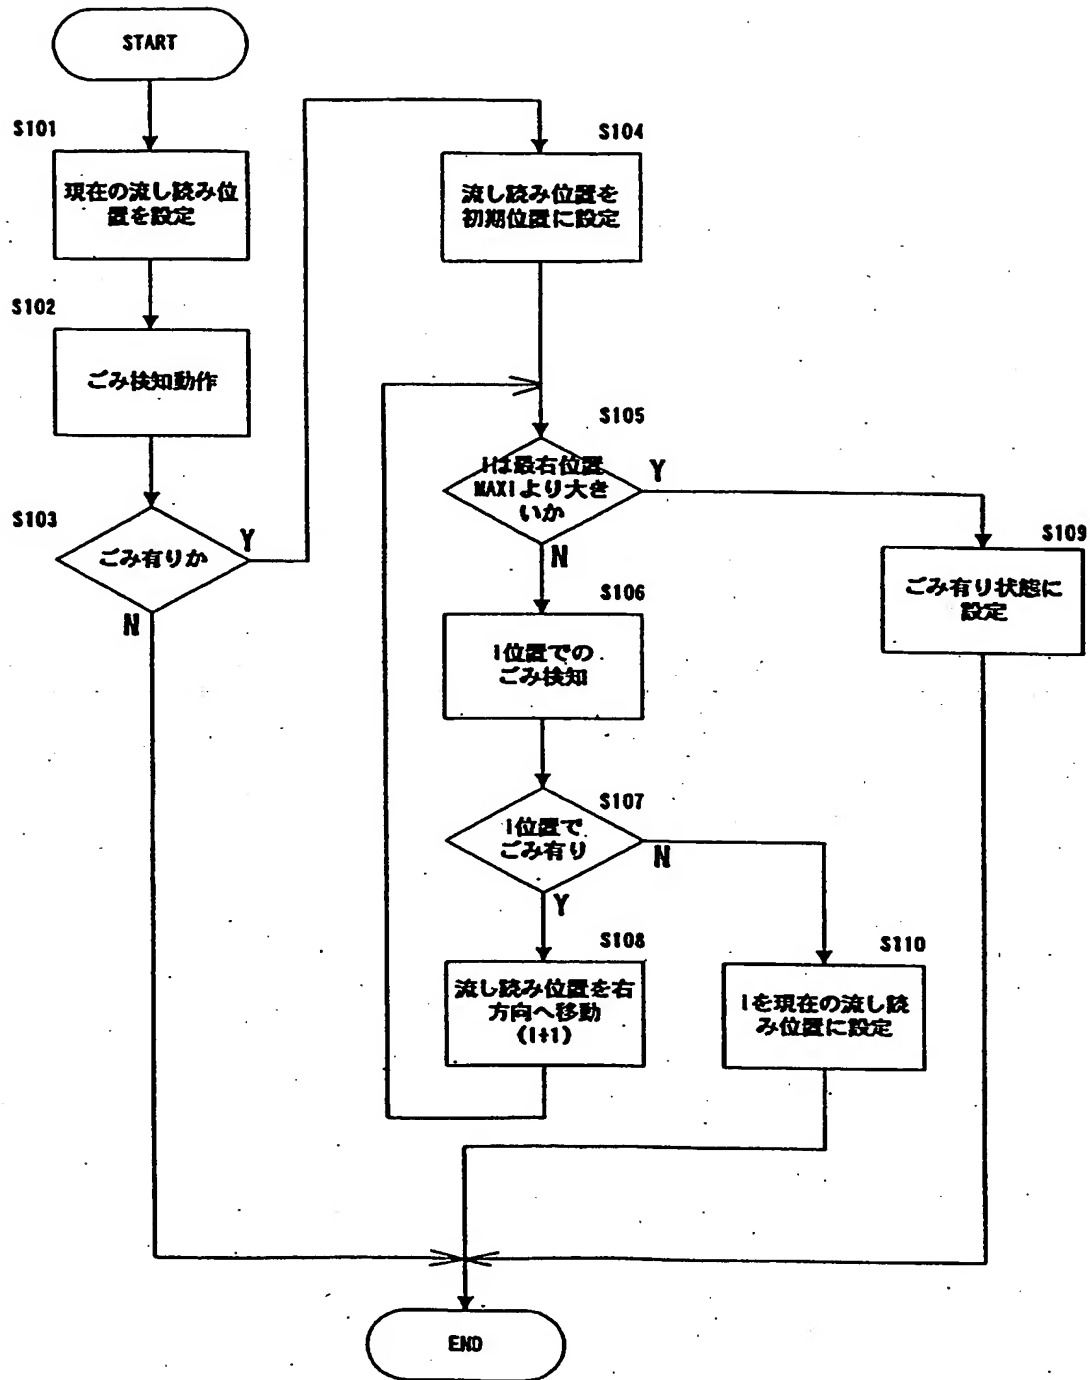 START
S101
現在の流し読み位
置を設定
S102
ごみ検知動作
S103
ごみ有りか
Y
N
S104
流し読み位置を
初期位置に設定
S105
iは最右位置
MAXiより大き
いか
Y
N
S109
ごみ有り状態に
設定
S106
i位置での
ごみ検知
S107
i位置で
ごみ有り
N
Y
S108
流し読み位置を右
方向へ移動
(i+1)
S110
iを現在の流し読
み位置に設定
END